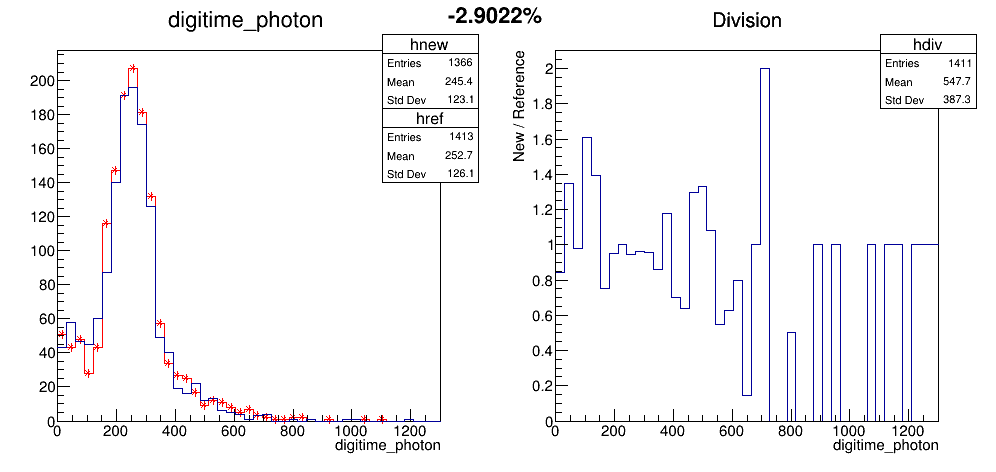 digitime_photon
-2.9022%
Division
hnew
Entries 1366
Mean 245.4
Std Dev 123.1
href
Entries 1413
Mean 252.7
Std Dev 126.1
200
180
160
140
120
100
80
60
40
20
0
0 200 400 600 800 1000 1200
digitime_photon
hdiv
Entries 1411
Mean 547.7
Std Dev 387.3
New / Reference
2
1.8
1.6
1.4
1.2
1
0.8
0.6
0.4
0.2
0
0 200 400 600 800 1000 1200
digitime_photon